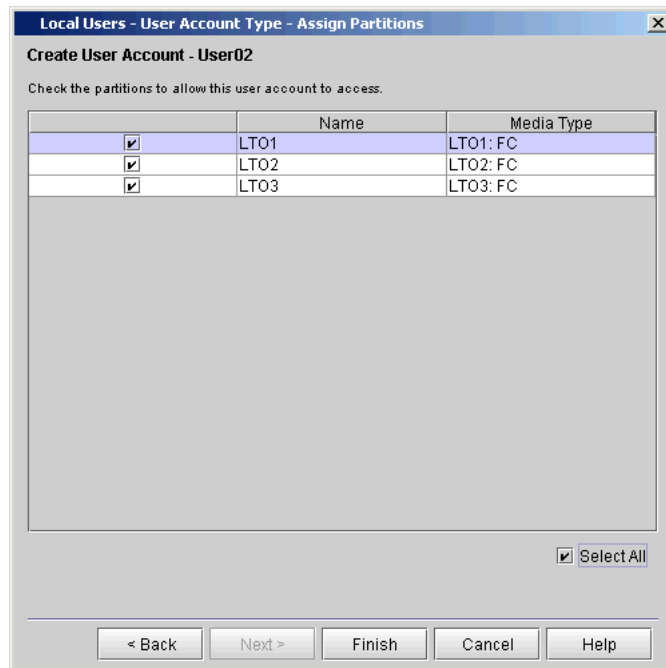 Local Users - User Account Type - Assign Partitions
Create User Account - User02
Check the partitions to allow this user account to access.
Name Media Type
LTO1 LTO1: FC
LTO2 LTO2: FC
LTO3 LTO3: FC
Select All
< Back Next > Finish Cancel Help